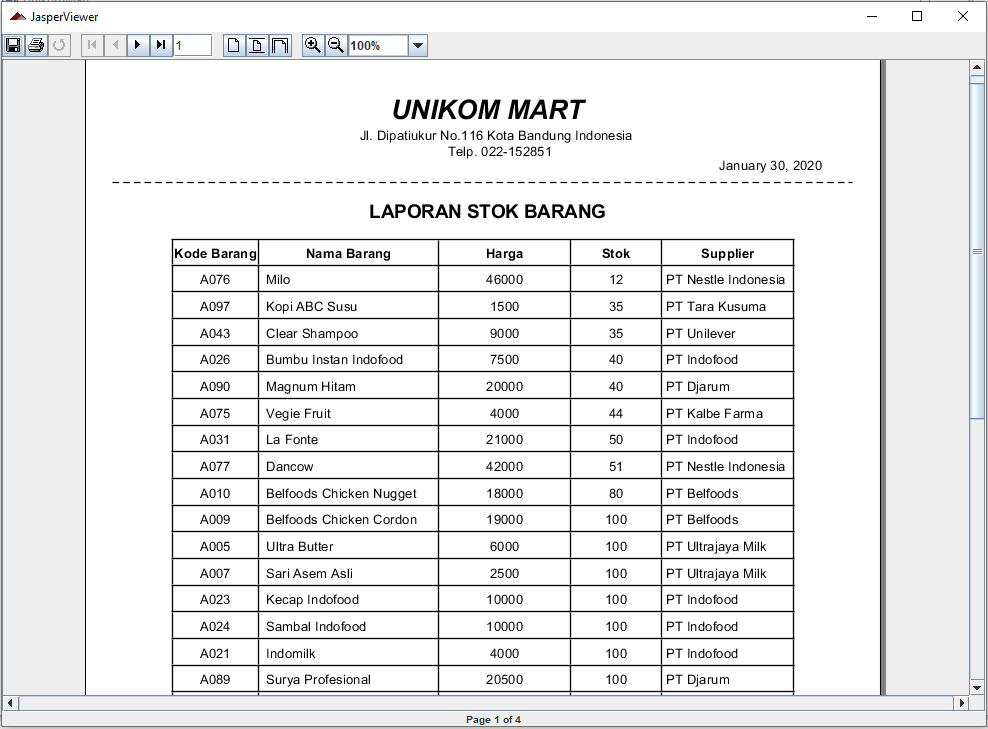 JasperViewer
1
100%
UNIKOM MART
Jl. Dipatiukur No.116 Kota Bandung Indonesia
Telp. 022-152851
January 30, 2020
LAPORAN STOK BARANG
Kode Barang Nama Barang Harga Stok Supplier
A076 Milo 46000 12 PT Nestle Indonesia
A097 Kopi ABC Susu 1500 35 PT Tara Kusuma
A043 Clear Shampoo 9000 35 PT Unilever
A026 Bumbu Instan Indofood 7500 40 PT Indofood
A090 Magnum Hitam 20000 40 PT Djarum
A075 Vegie Fruit 4000 44 PT Kalbe Farma
A031 La Fonte 21000 50 PT Indofood
A077 Dancow 42000 51 PT Nestle Indonesia
A010 Belfoods Chicken Nugget 18000 80 PT Belfoods
A009 Belfoods Chicken Cordon 19000 100 PT Belfoods
A005 Ultra Butter 6000 100 PT Ultrajaya Milk
A007 Sari Asem Asli 2500 100 PT Ultrajaya Milk
A023 Kecap Indofood 10000 100 PT Indofood
A024 Sambal Indofood 10000 100 PT Indofood
A021 Indomilk 4000 100 PT Indofood
A089 Surya Profesional 20500 100 PT Djarum
Page 1 of 4